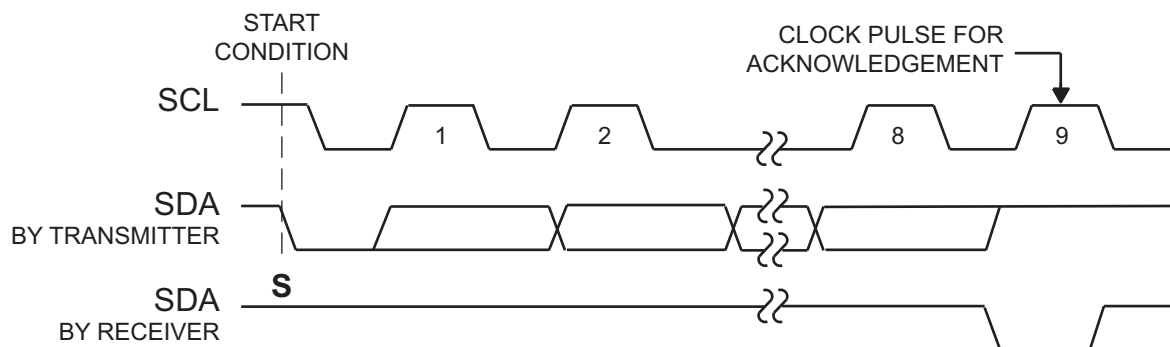 START
CONDITION
CLOCK PULSE FOR
ACKNOWLEDGEMENT
SCL
1
2
8
9
SDA
BY TRANSMITTER
S
SDA
BY RECEIVER